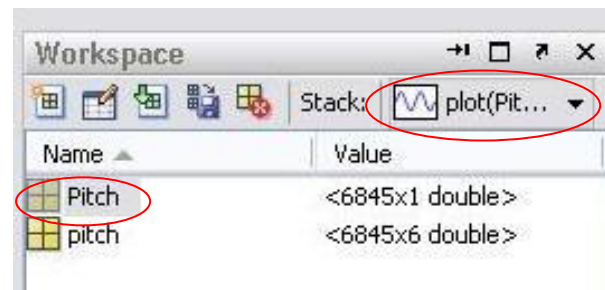 Workspace
Stack: plot(Pit...
Name Value
Pitch <6845x1 double>
pitch <6845x6 double>